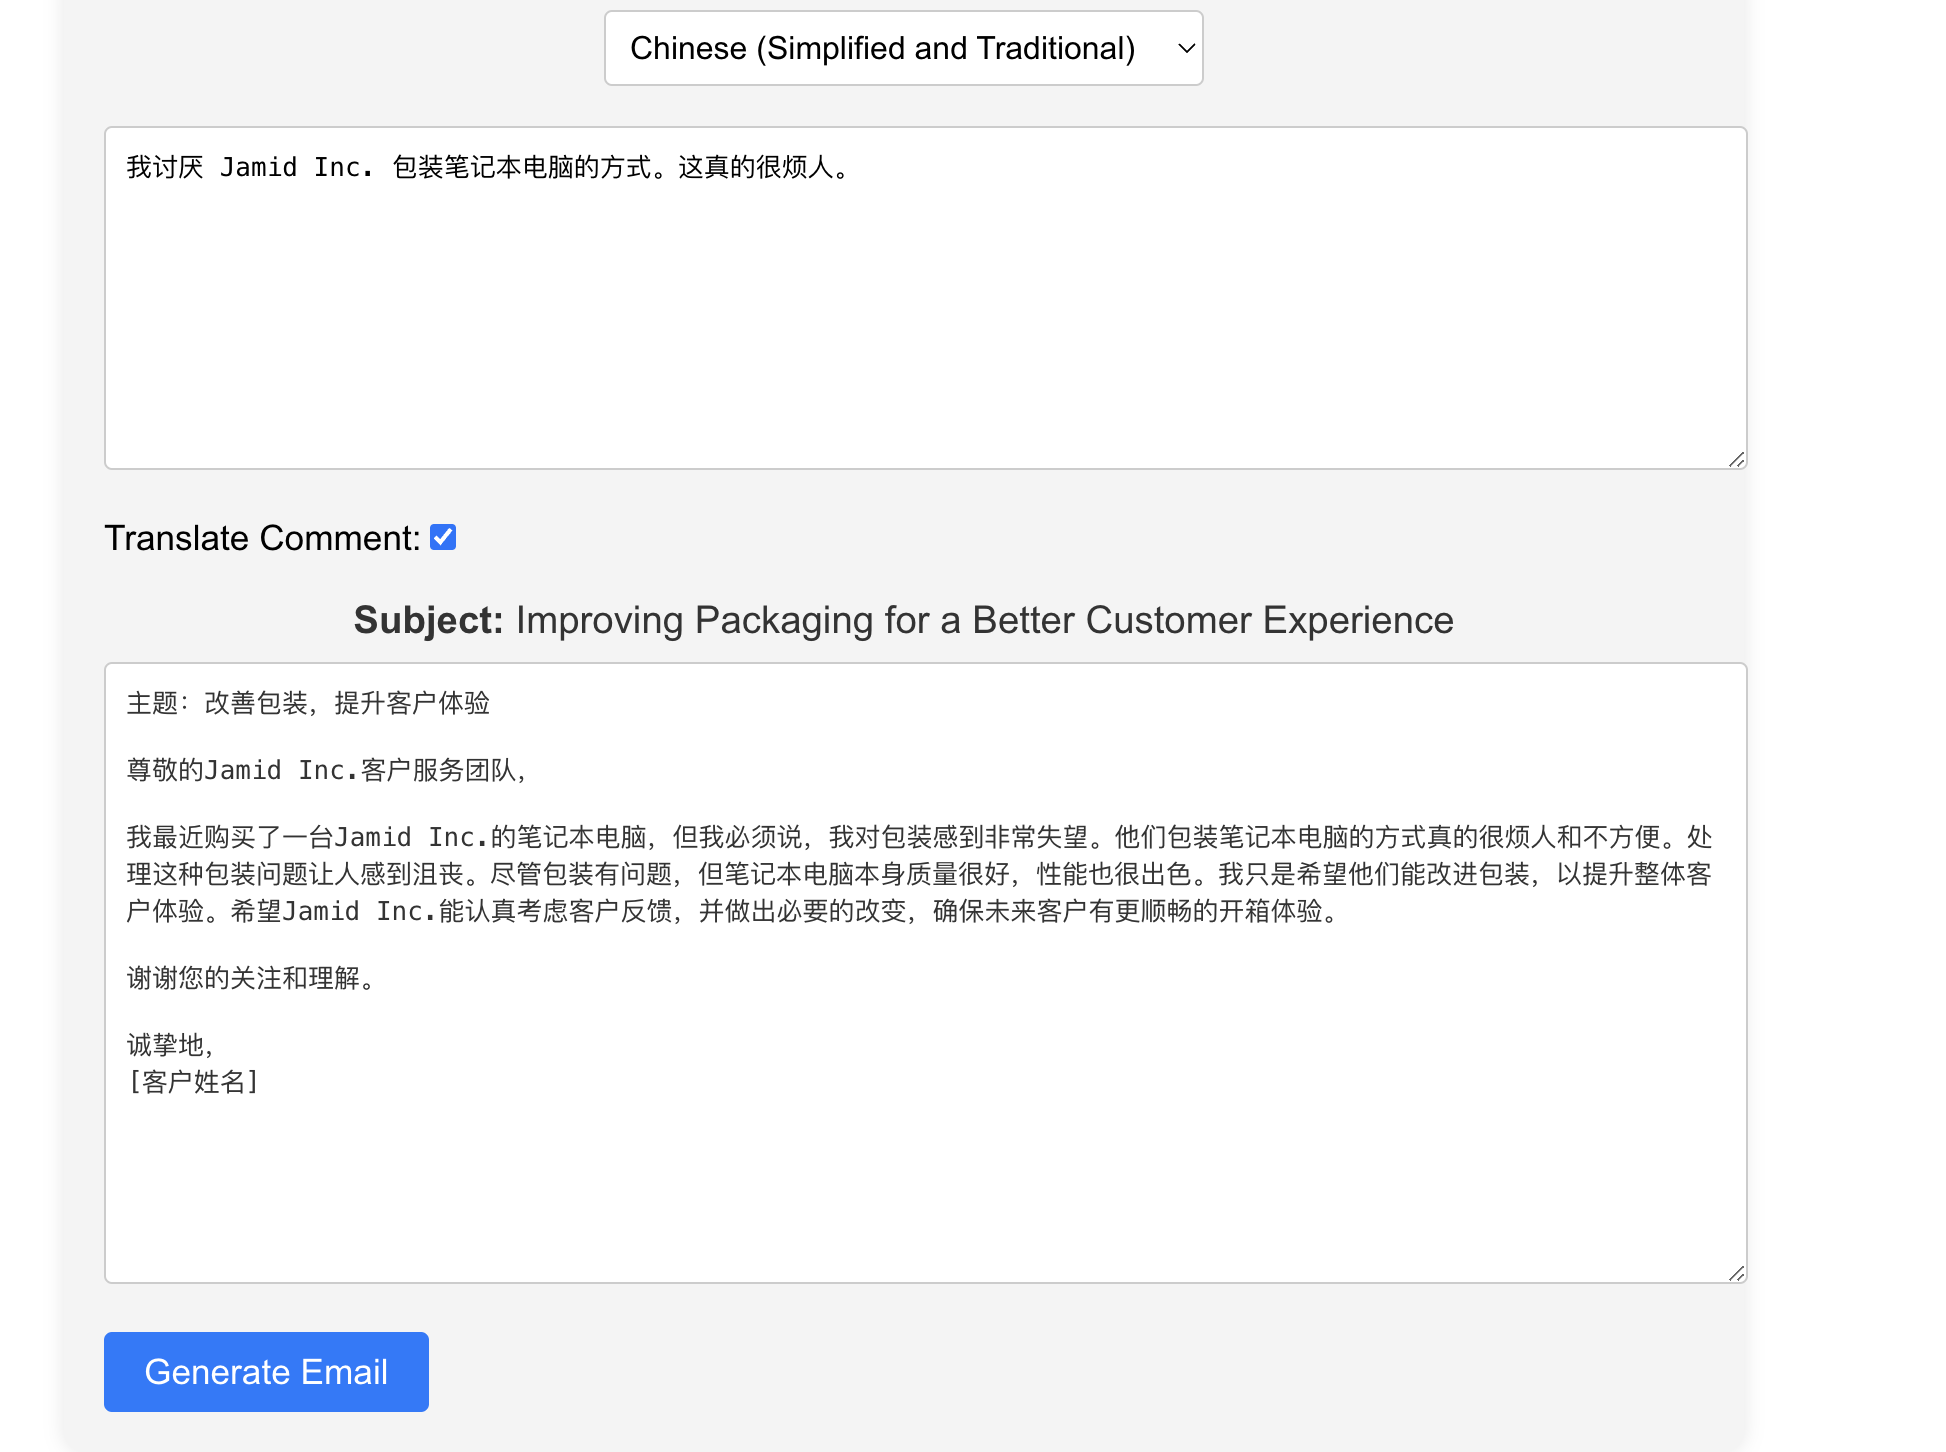 Chinese (Simplified and Traditional)
我讨厌 Jamid Inc. 包装笔记本电脑的方式。这真的很烦人。
Translate Comment:
Subject: Improving Packaging for a Better Customer Experience
主题：改善包装，提升客户体验
尊敬的Jamid Inc.客户服务团队，
我最近购买了一台Jamid Inc.的笔记本电脑，但我必须说，我对包装感到非常失望。他们包装笔记本电脑的方式真的很烦人和不方便。处
理这种包装问题让人感到沮丧。尽管包装有问题，但笔记本电脑本身质量很好，性能也很出色。我只是希望他们能改进包装，以提升整体客
户体验。希望Jamid Inc.能认真考虑客户反馈，并做出必要的改变，确保未来客户有更顺畅的开箱体验。
谢谢您的关注和理解。
诚挚地，
[客户姓名]
Generate Email